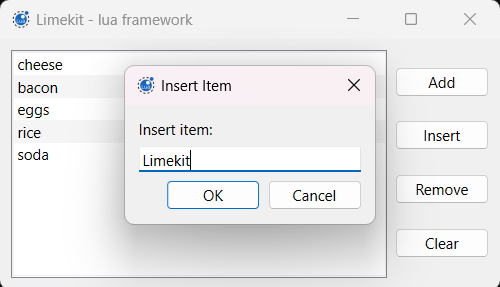 Limekit - lua framework
cheese
bacon
eggs
rice
soda
Insert Item
Insert item:
Limekit
OK
Cancel
Add
Insert
Remove
Clear